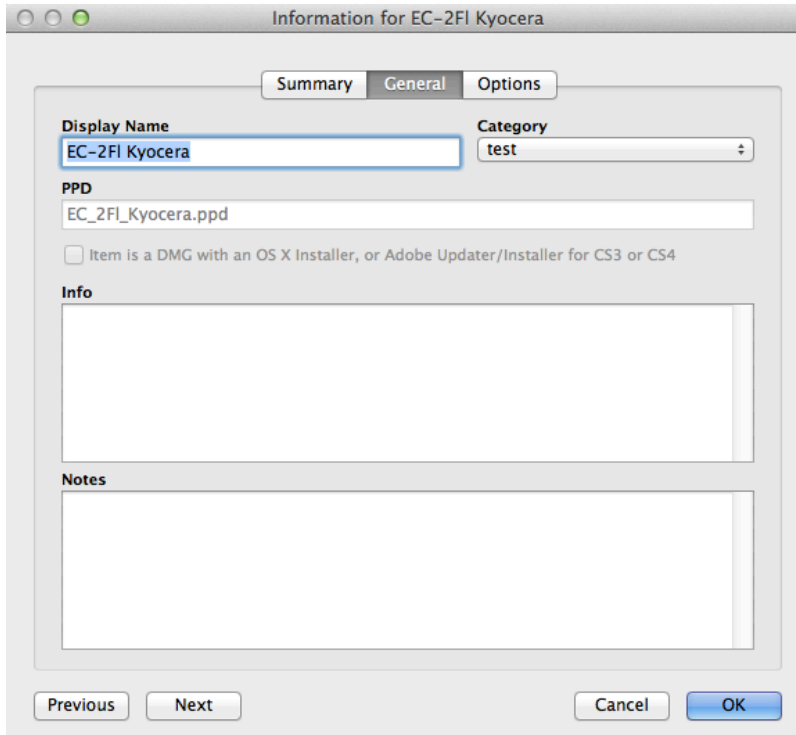 Information for EC-2Fl Kyocera
Summary General Options
Display Name Category
EC-2Fl Kyocera test
PPD
EC_2Fl_Kyocera.ppd
Item is a DMG with an OS X Installer, or Adobe Updater/Installer for CS3 or CS4
Info
Notes
Previous Next Cancel OK